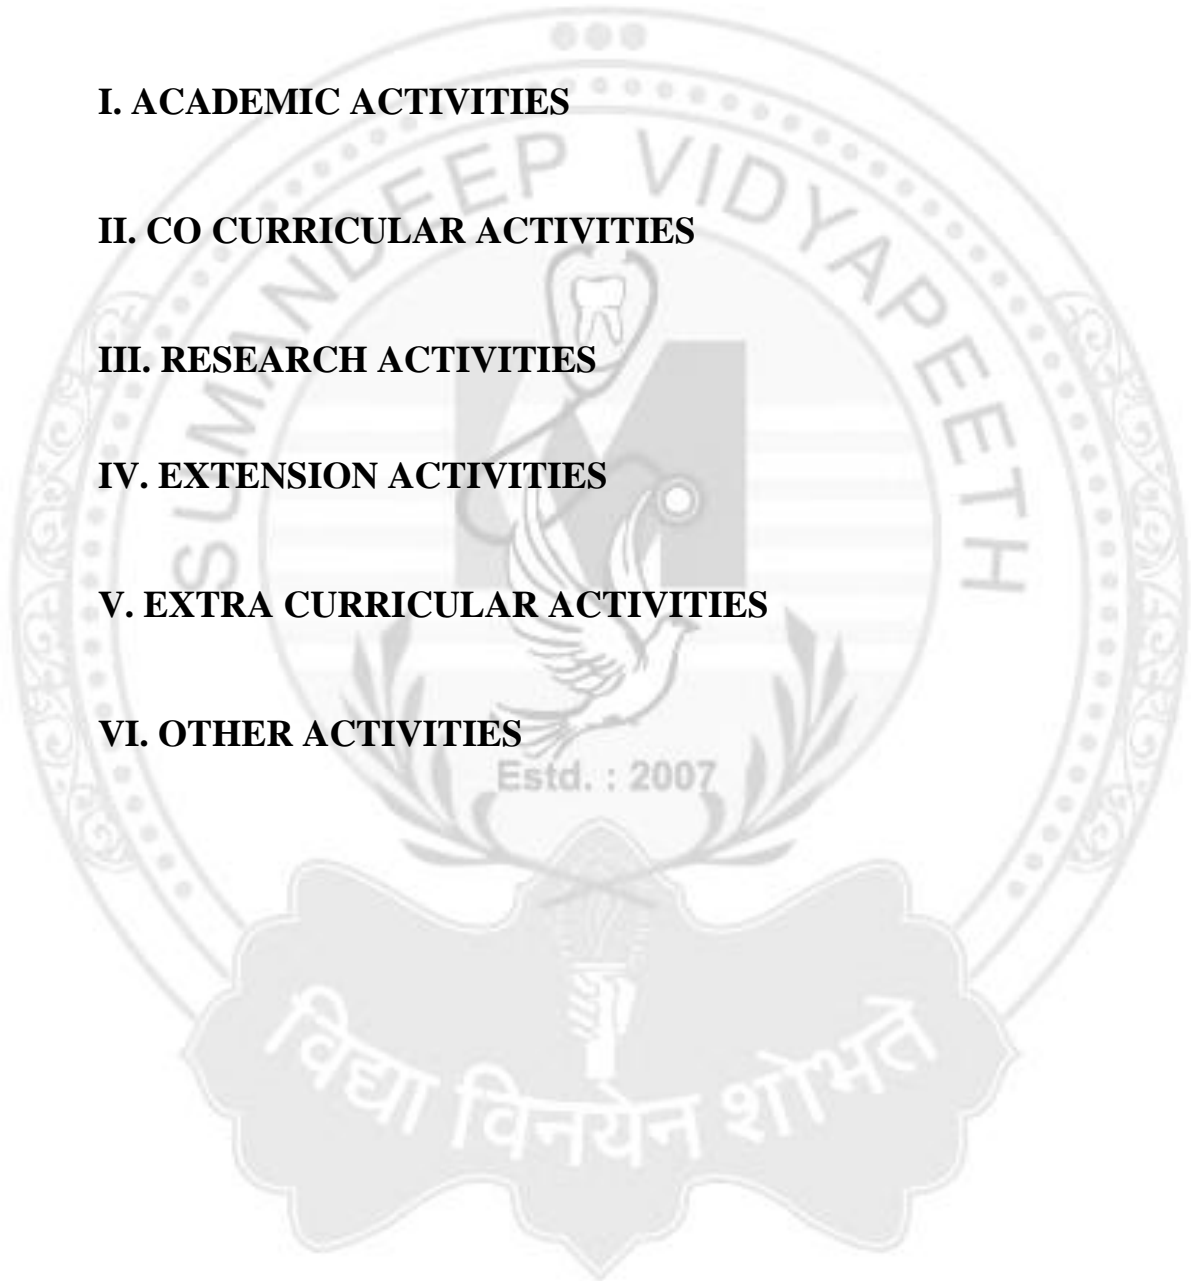 I. ACADEMIC ACTIVITIES
II. CO CURRICULAR ACTIVITIES
III. RESEARCH ACTIVITIES
IV. EXTENSION ACTIVITIES
V. EXTRA CURRICULAR ACTIVITIES
VI. OTHER ACTIVITIES
SUMANDEEP VIDYAPEETH
Estd. : 2007
विद्या विनयेन शोभते